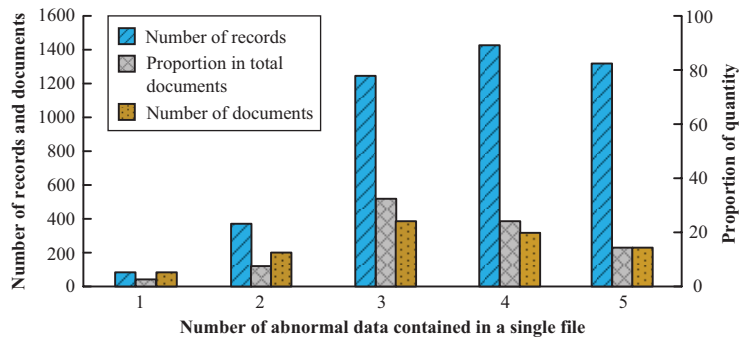 Number of records and documents
1600
1400
1200
1000
800
600
400
200
0
Number of records
Proportion in total
documents
Number of documents
100
80
60
40
20
0
Proportion of quantity
1 2 3 4 5
Number of abnormal data contained in a single file